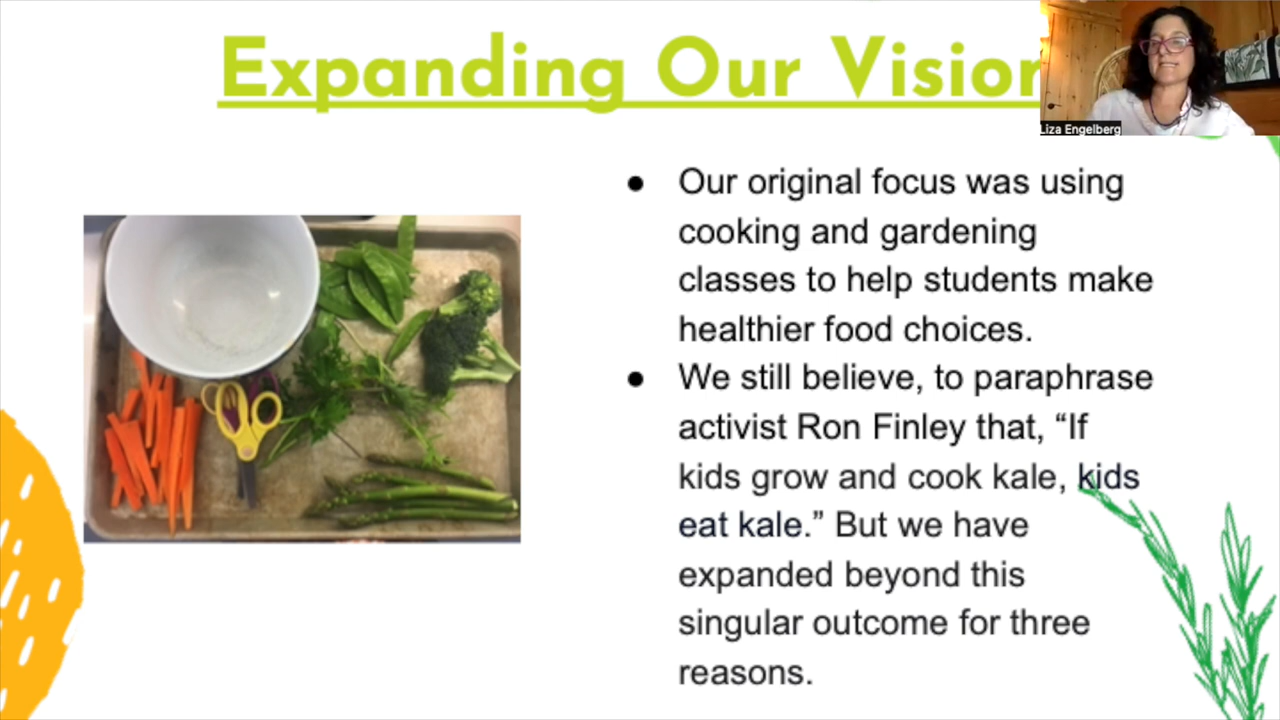 Expanding Our Vision
Liza Engelberg
● Our original focus was using
cooking and gardening
classes to help students make
healthier food choices.
● We still believe, to paraphrase
activist Ron Finley that, “If
kids grow and cook kale, kids
eat kale.” But we have
expanded beyond this
singular outcome for three
reasons.